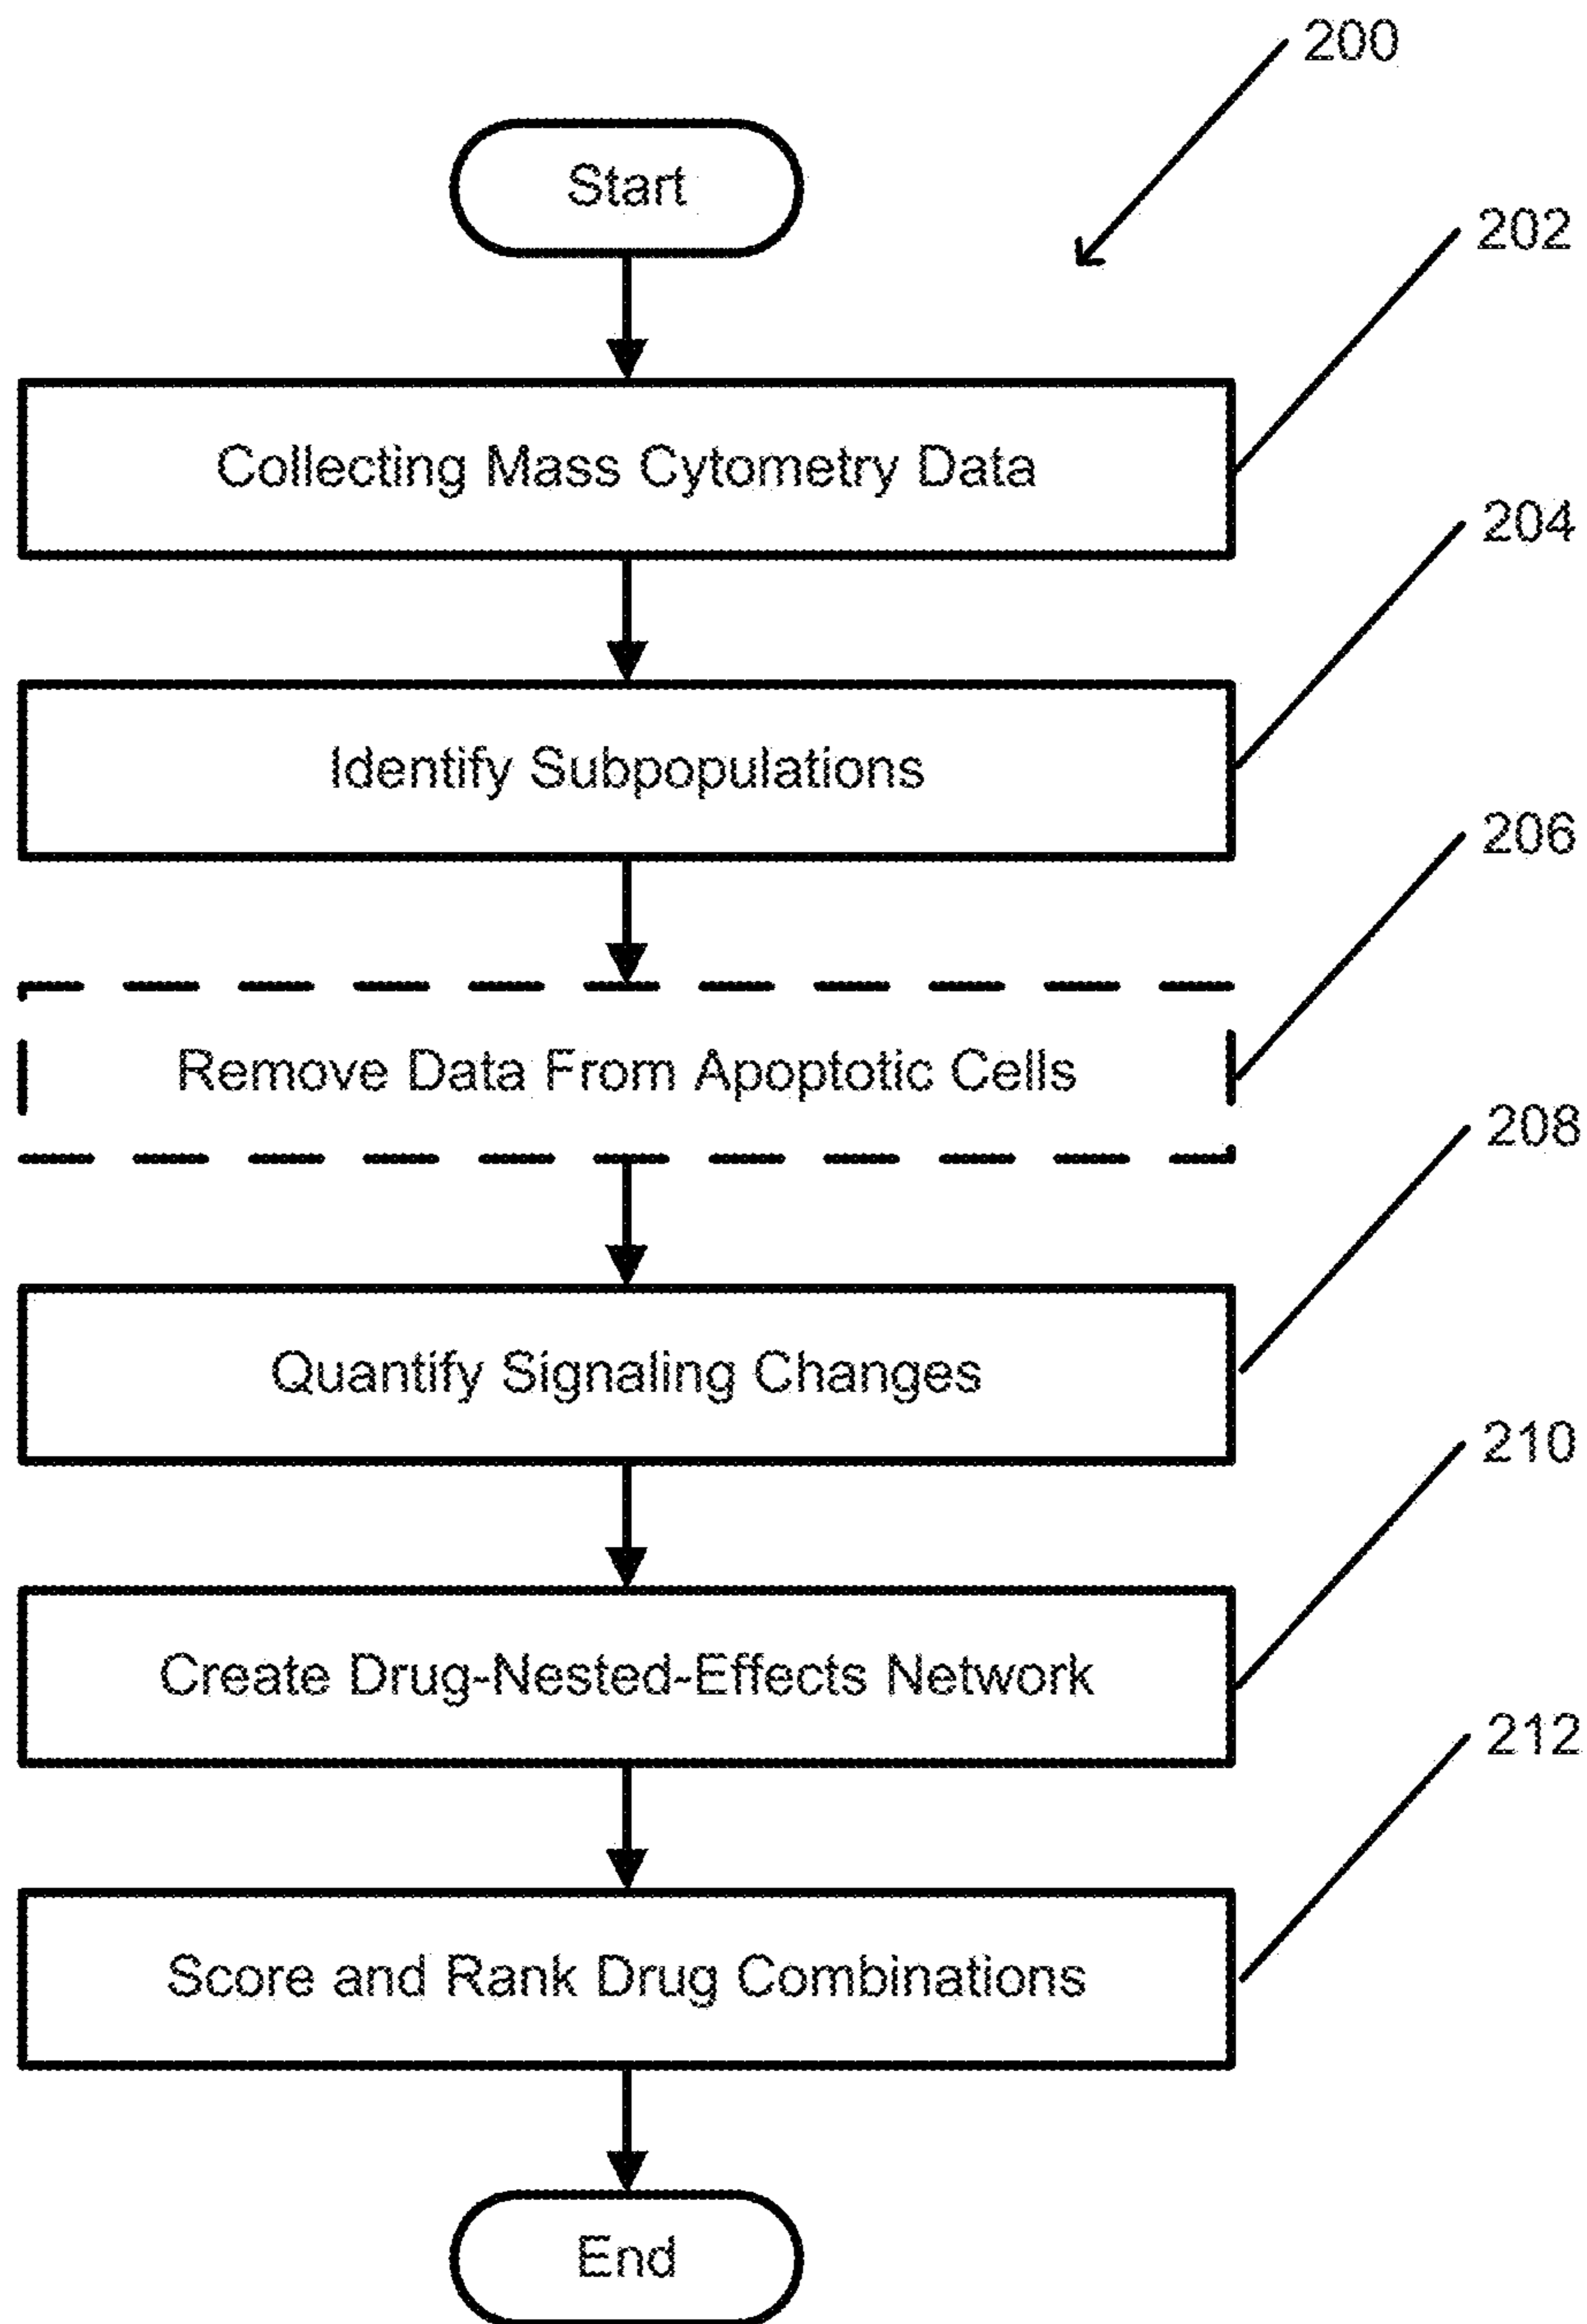 200
Start
202
Collecting Mass Cytometry Data
204
Identify Subpopulations
206
Remove Data From Apoptotic Cells
208
Quantify Signaling Changes
210
Create Drug-Nested-Effects Network
212
Score and Rank Drug Combinations
End